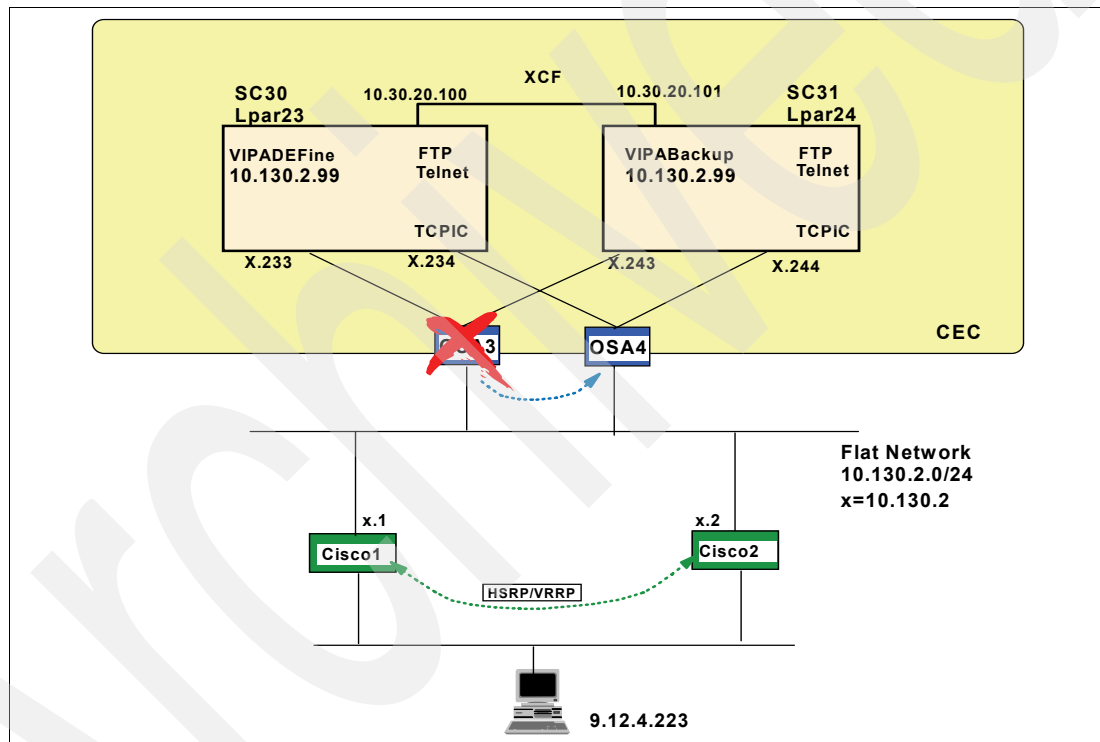 XCF
SC30
Lpar23
10.30.20.100
10.30.20.101
SC31
Lpar24
VIPADEFine
10.130.2.99
FTP
Telnet
VIPABackup
10.130.2.99
FTP
Telnet
TCPIC
TCPIC
X.233
X.234
X.243
X.244
OSA4
CEC
Flat Network
10.130.2.0/24
x=10.130.2
x.1
x.2
Cisco1
Cisco2
HSRP/VRRP
9.12.4.223